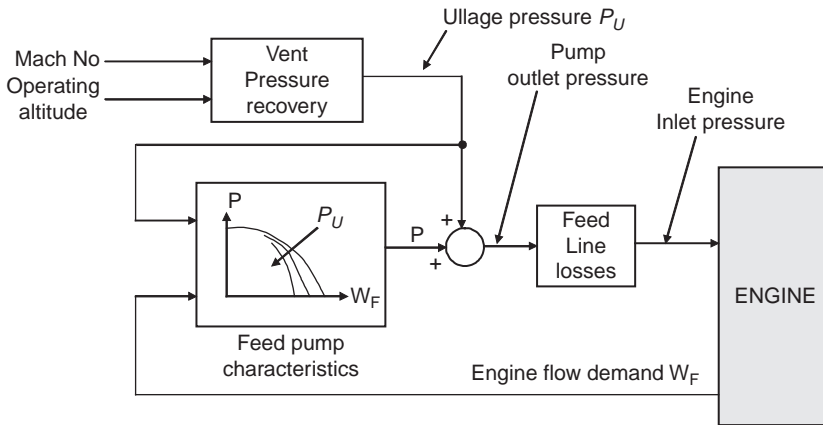 Ullage pressure P_U
Mach No
Operating
altitude
Vent
Pressure
recovery
Pump
outlet pressure
Engine
Inlet pressure
P
P_U
W_F
Feed pump
characteristics
P
+
+
Feed
Line
losses
ENGINE
Engine flow demand W_F